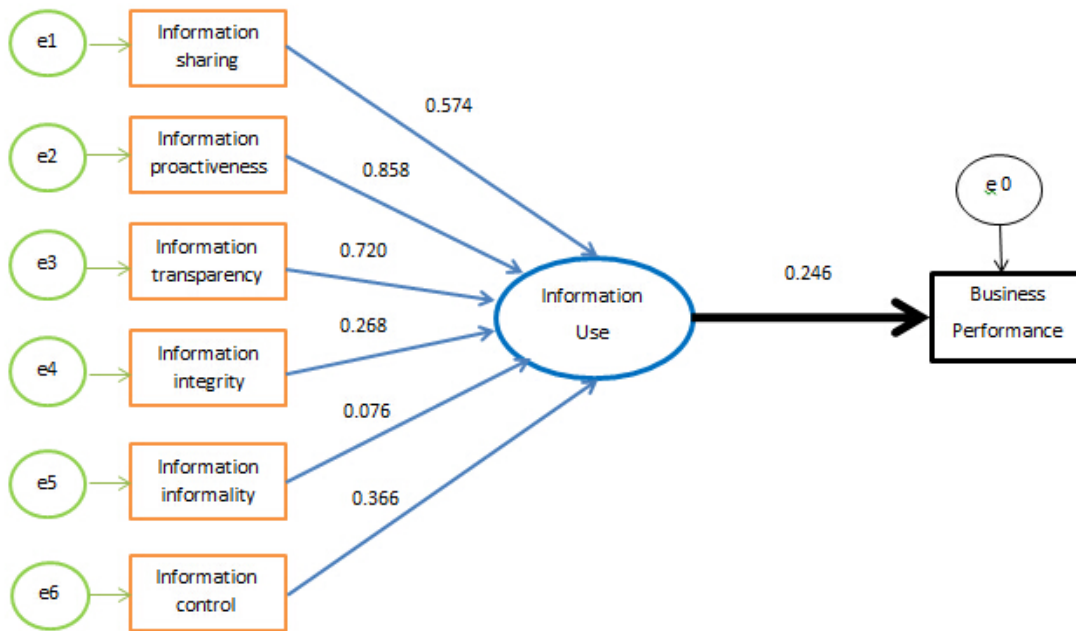 e1
Information
sharing
0.574
e2
Information
proactiveness
0.858
e3
Information
transparency
0.720
e4
Information
integrity
0.268
e5
Information
informality
0.076
e6
Information
control
0.366
Information
Use
0.246
e 0
Business
Performance